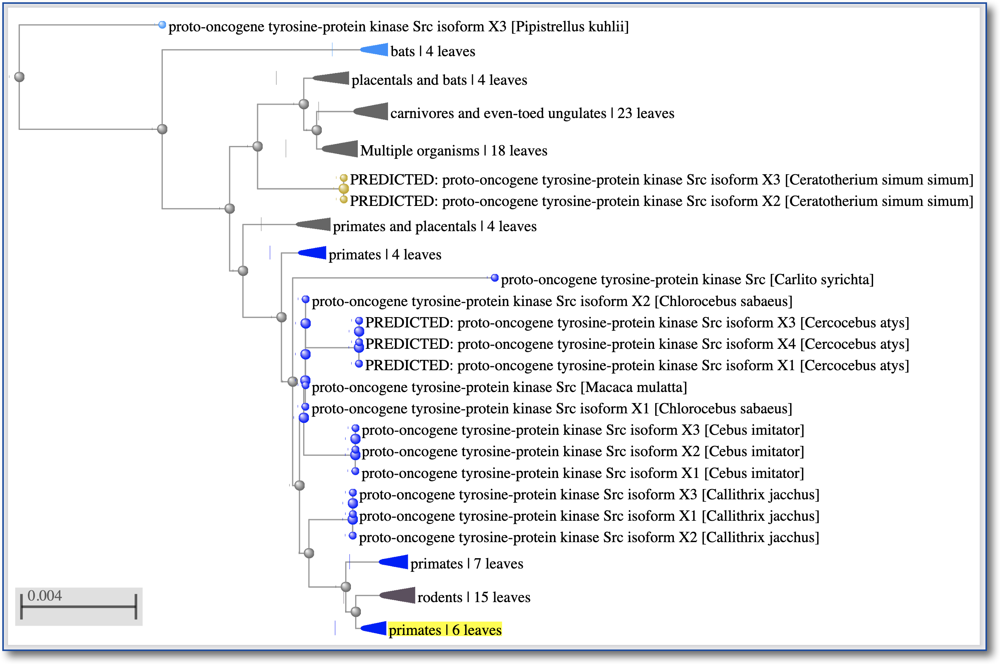 proto-oncogene tyrosine-protein kinase Src isoform X3 [Pipistrellus kuhlii]
bats | 4 leaves
placentals and bats | 4 leaves
carnivores and even-toed ungulates | 23 leaves
Multiple organisms | 18 leaves
PREDICTED: proto-oncogene tyrosine-protein kinase Src isoform X3 [Ceratotherium simum simum]
PREDICTED: proto-oncogene tyrosine-protein kinase Src isoform X2 [Ceratotherium simum simum]
primates and placentals | 4 leaves
primates | 4 leaves
proto-oncogene tyrosine-protein kinase Src [Carlito syrichta]
proto-oncogene tyrosine-protein kinase Src isoform X2 [Chlorocebus sabaeus]
PREDICTED: proto-oncogene tyrosine-protein kinase Src isoform X3 [Cercocebus atys]
PREDICTED: proto-oncogene tyrosine-protein kinase Src isoform X4 [Cercocebus atys]
PREDICTED: proto-oncogene tyrosine-protein kinase Src isoform X1 [Cercocebus atys]
proto-oncogene tyrosine-protein kinase Src [Macaca mulatta]
proto-oncogene tyrosine-protein kinase Src isoform X1 [Chlorocebus sabaeus]
proto-oncogene tyrosine-protein kinase Src isoform X3 [Cebus imitator]
proto-oncogene tyrosine-protein kinase Src isoform X2 [Cebus imitator]
proto-oncogene tyrosine-protein kinase Src isoform X1 [Cebus imitator]
proto-oncogene tyrosine-protein kinase Src isoform X3 [Callithrix jacchus]
proto-oncogene tyrosine-protein kinase Src isoform X1 [Callithrix jacchus]
proto-oncogene tyrosine-protein kinase Src isoform X2 [Callithrix jacchus]
primates | 7 leaves
0.004
rodents | 15 leaves
primates | 6 leaves